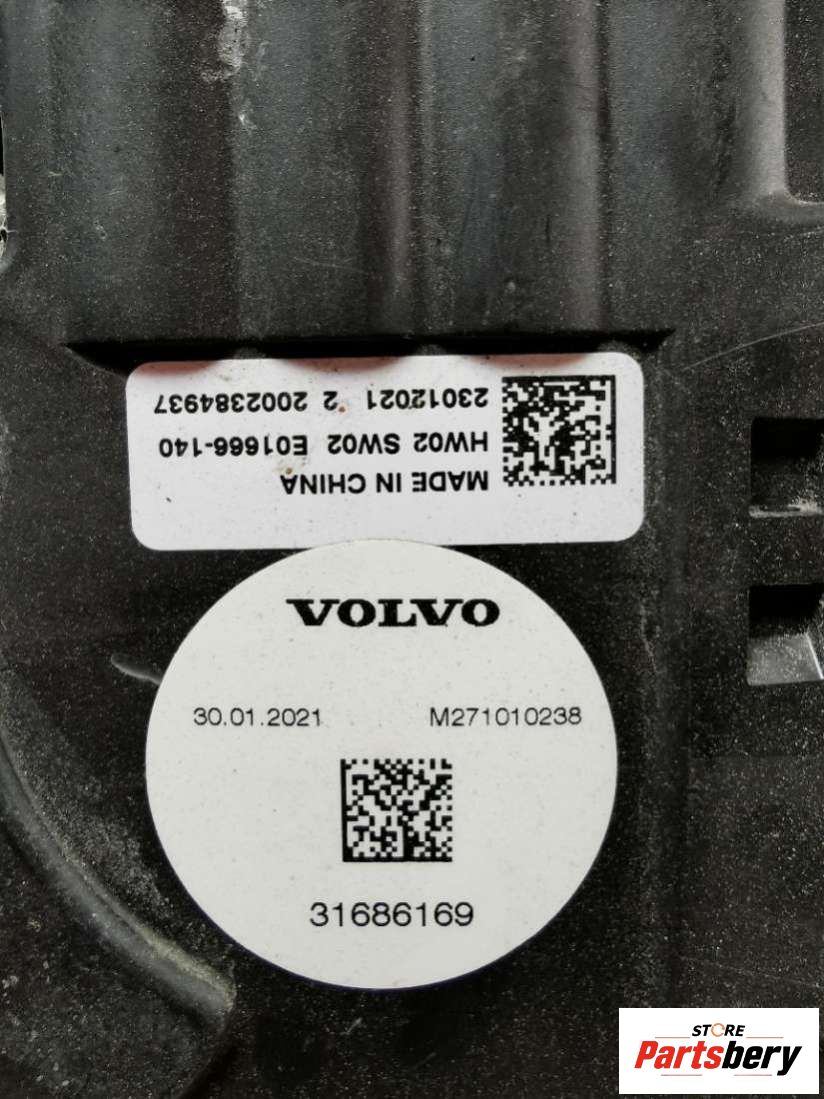 MADE IN CHINA
HW02 SW02 E01666-140
23012021 2 2002384937
VOLVO
30.01.2021 M271010238
31686169
STORE
Partsbery